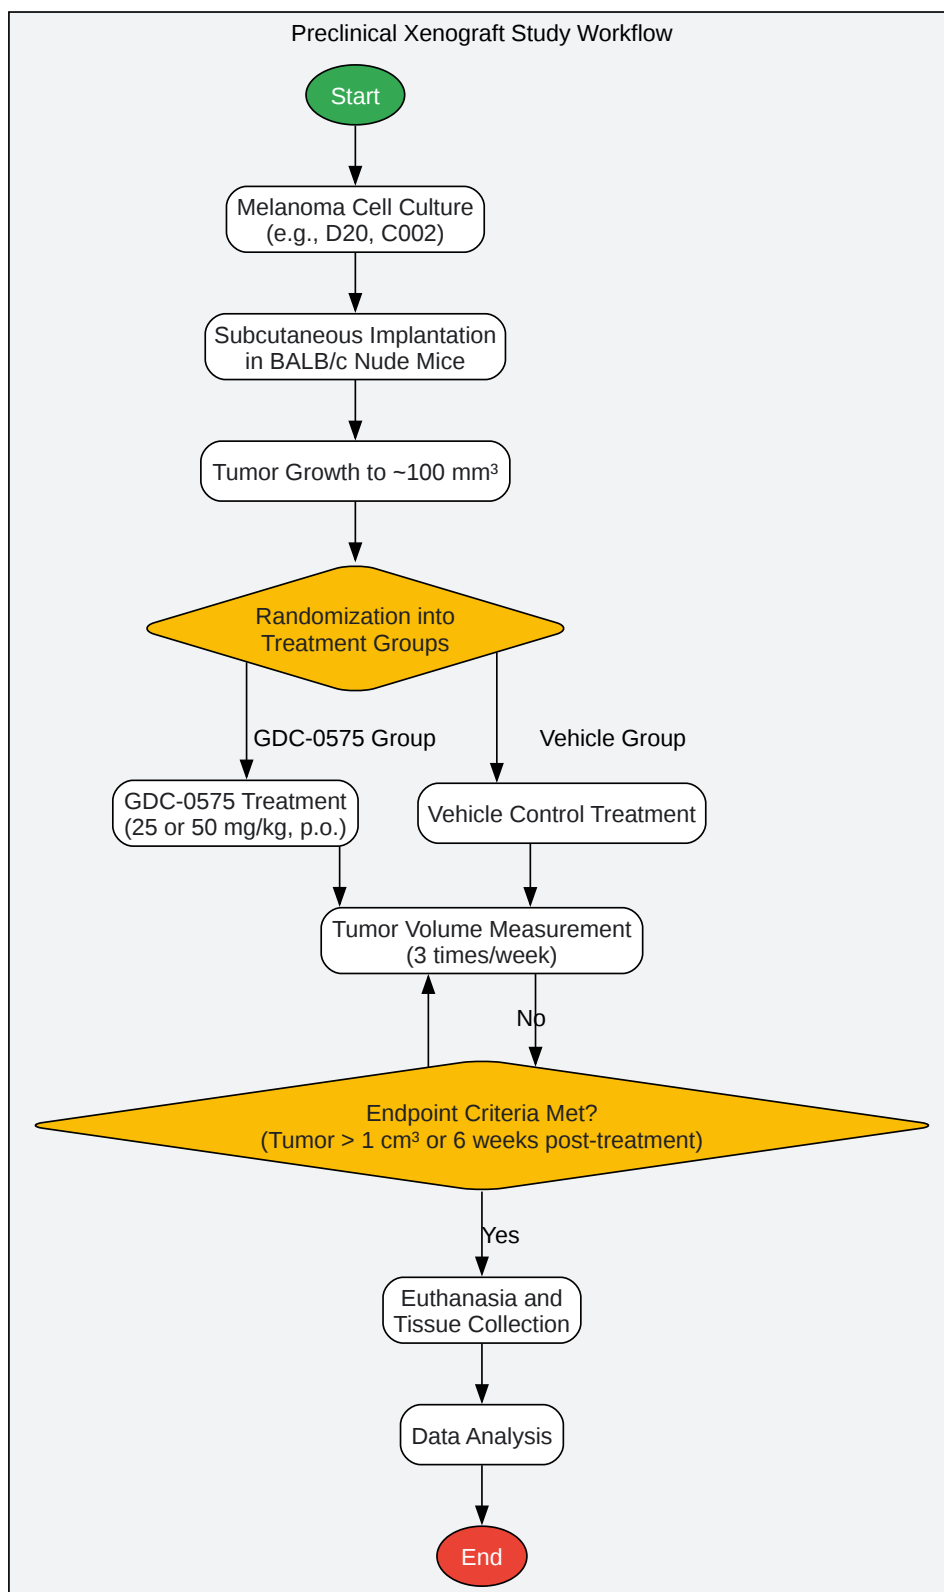 Preclinical Xenograft Study Workflow
Start
Melanoma Cell Culture
(e.g., D20, C002)
Subcutaneous Implantation
in BALB/c Nude Mice
Tumor Growth to ~100 mm³
Randomization into
Treatment Groups
GDC-0575 Group
Vehicle Group
GDC-0575 Treatment
(25 or 50 mg/kg, p.o.)
Vehicle Control Treatment
Tumor Volume Measurement
(3 times/week)
No
Endpoint Criteria Met?
(Tumor > 1 cm³ or 6 weeks post-treatment)
Yes
Euthanasia and
Tissue Collection
Data Analysis
End